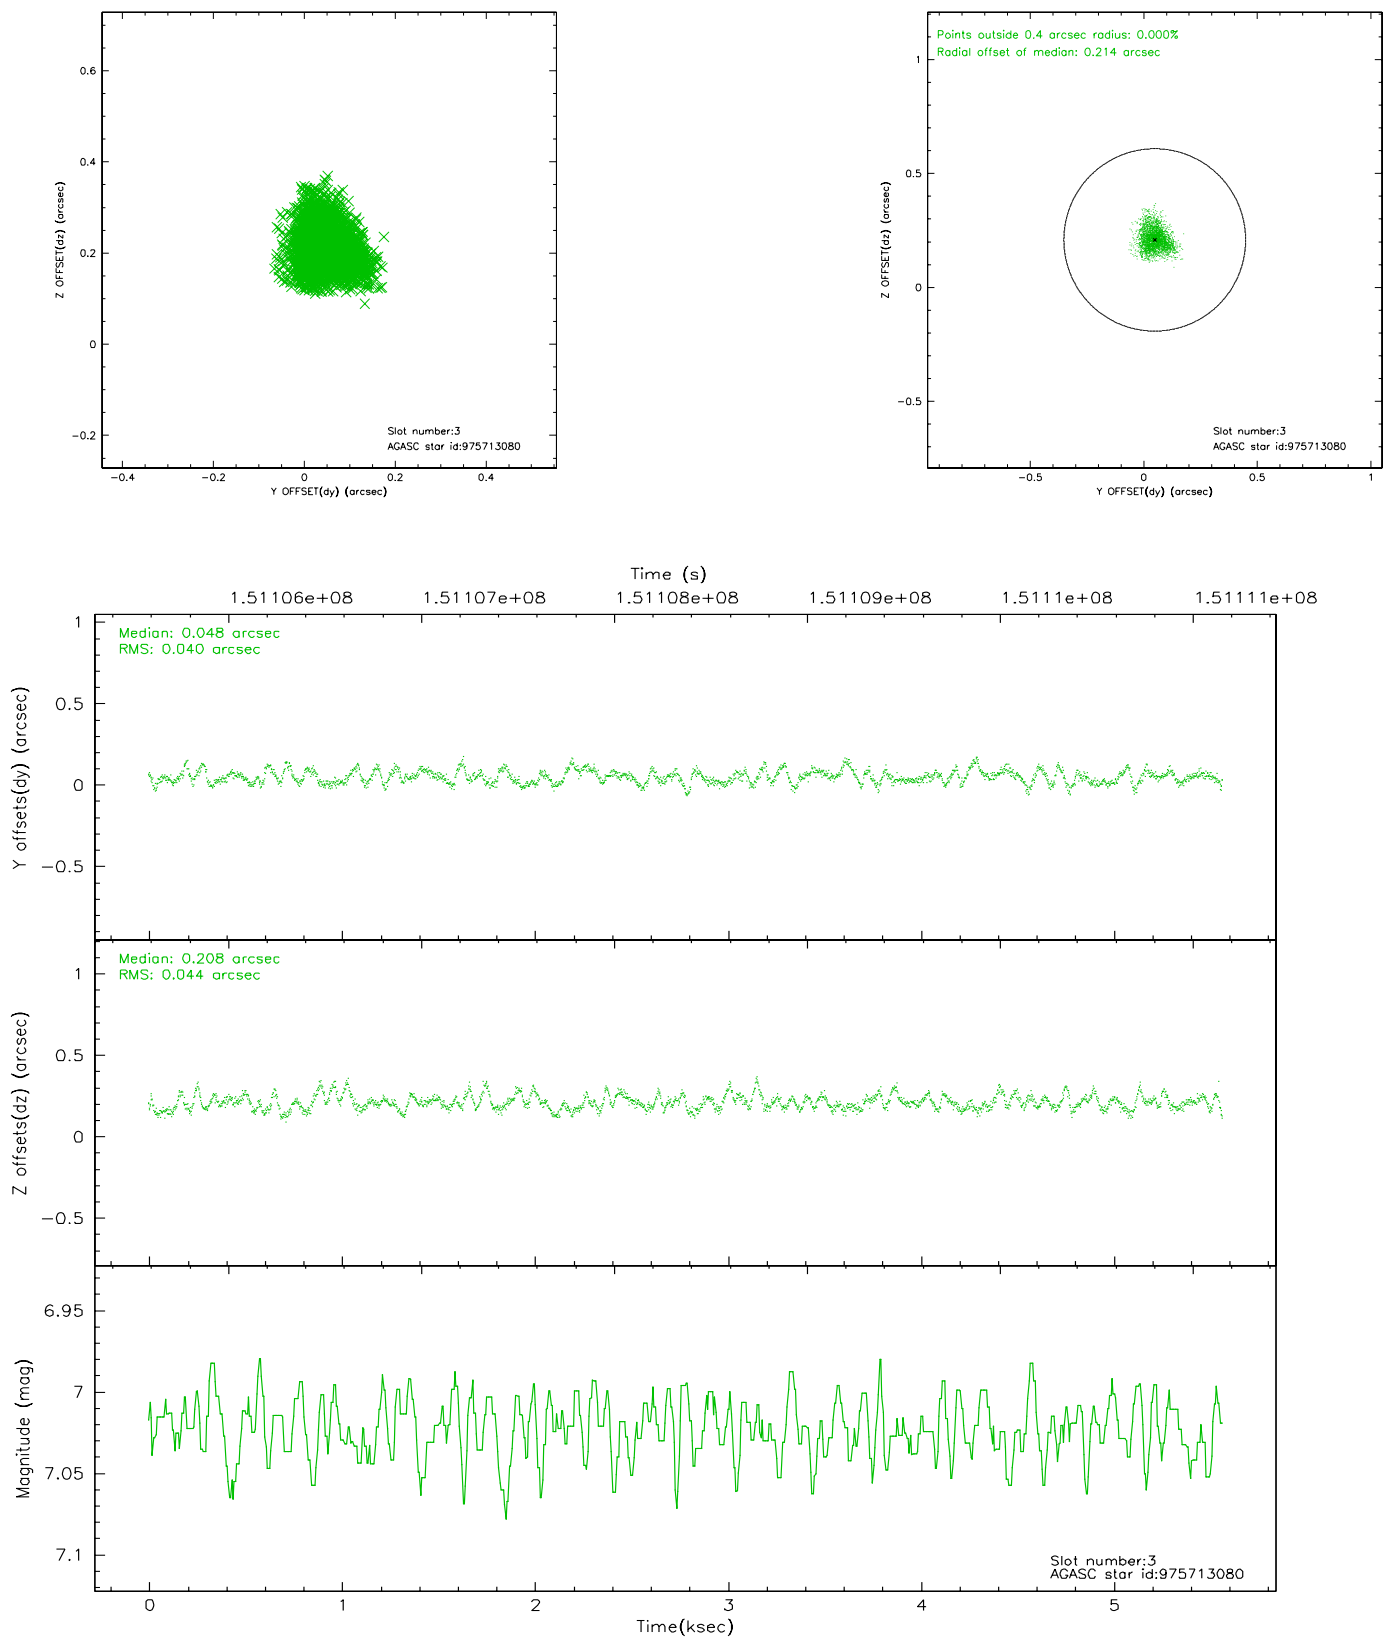 0.6
0.4
0.2
0
−0.2
Z OFFSET(dz) (arcsec)
Slot number:3
AGASC star id:975713080
−0.4
−0.2
0
0.2
0.4
Y OFFSET(dy) (arcsec)
Points outside 0.4 arcsec radius: 0.000%
Radial offset of median: 0.214 arcsec
1
0.5
0
−0.5
Z OFFSET(dz) (arcsec)
Slot number:3
AGASC star id:975713080
−0.5
0
0.5
1
Y OFFSET(dy) (arcsec)
Time (s)
1.51106e+08
1.51107e+08
1.51108e+08
1.51109e+08
1.5111e+08
1.51111e+08
Median: 0.048 arcsec
RMS: 0.040 arcsec
1
0.5
0
−0.5
Y offsets(dy) (arcsec)
Median: 0.208 arcsec
RMS: 0.044 arcsec
1
0.5
0
−0.5
Z offsets(dz) (arcsec)
6.95
7
7.05
7.1
Magnitude (mag)
Slot number:3
AGASC star id:975713080
0
1
2
3
4
5
Time(ksec)